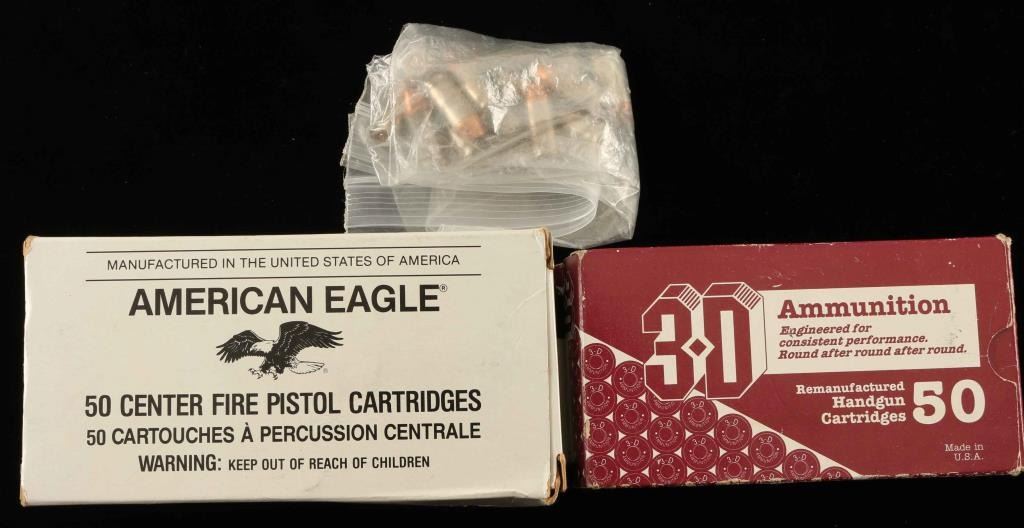 MANUFACTURED IN THE UNITED STATES OF AMERICA
AMERICAN EAGLE®
50 CENTER FIRE PISTOL CARTRIDGES
50 CARTOUCHES À PERCUSSION CENTRALE
WARNING: KEEP OUT OF REACH OF CHILDREN
3-D
Ammunition
Engineered for
consistent performance.
Round after round after round.
Remanufactured
Handgun
Cartridges
50
Made in
U.S.A.